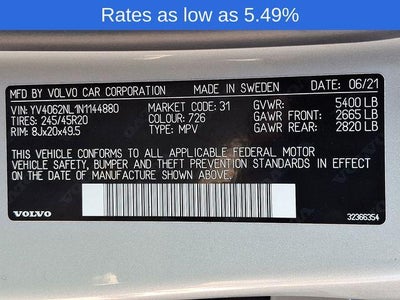 Rates as low as 5.49%
MFD BY VOLVO CAR CORPORATION MADE IN SWEDEN DATE: 06/21
VIN: YV4062NL1N1144880 MARKET CODE: 31 GVWR: 5400 LB
TIRES: 245/45R20 COLOUR: 726 GAWR FRONT: 2665 LB
RIM: 8Jx20x49.5 TYPE: MPV GAWR REAR: 2820 LB
THIS VEHICLE CONFORMS TO ALL APPLICABLE FEDERAL MOTOR
VEHICLE SAFETY, BUMPER AND THEFT PREVENTION STANDARDS IN EFFECT
ON THE DATE OF MANUFACTURE SHOWN ABOVE.
VOLVO 32366354